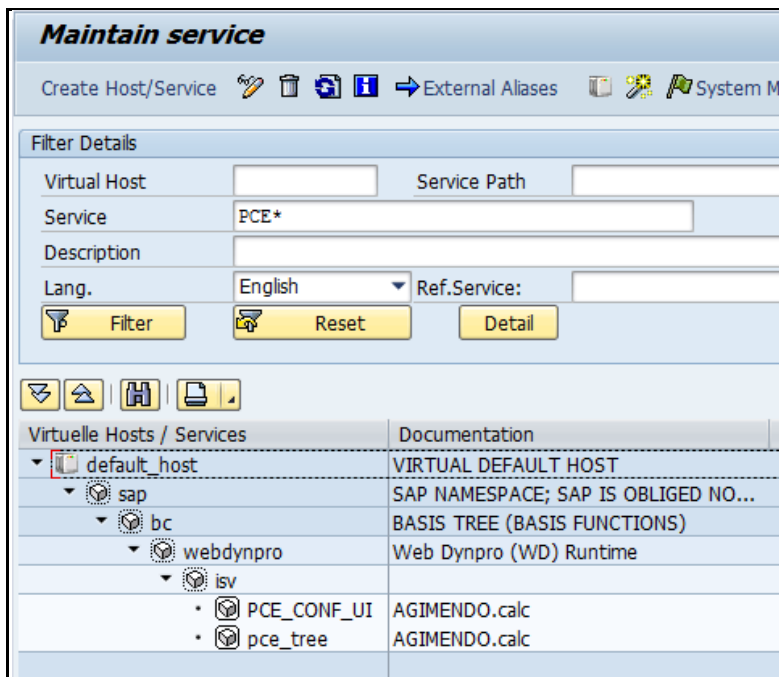 Maintain service
Create Host/Service External Aliases System M
Filter Details
Virtual Host Service Path
Service PCE*
Description
Lang. English Ref.Service:
Filter Reset Detail
Virtuelle Hosts / Services Documentation
default_host VIRTUAL DEFAULT HOST
sap SAP NAMESPACE; SAP IS OBLIGED NO...
bc BASIS TREE (BASIS FUNCTIONS)
webdynpro Web Dynpro (WD) Runtime
isv
PCE_CONF_UI AGIMENDO.calc
pce_tree AGIMENDO.calc